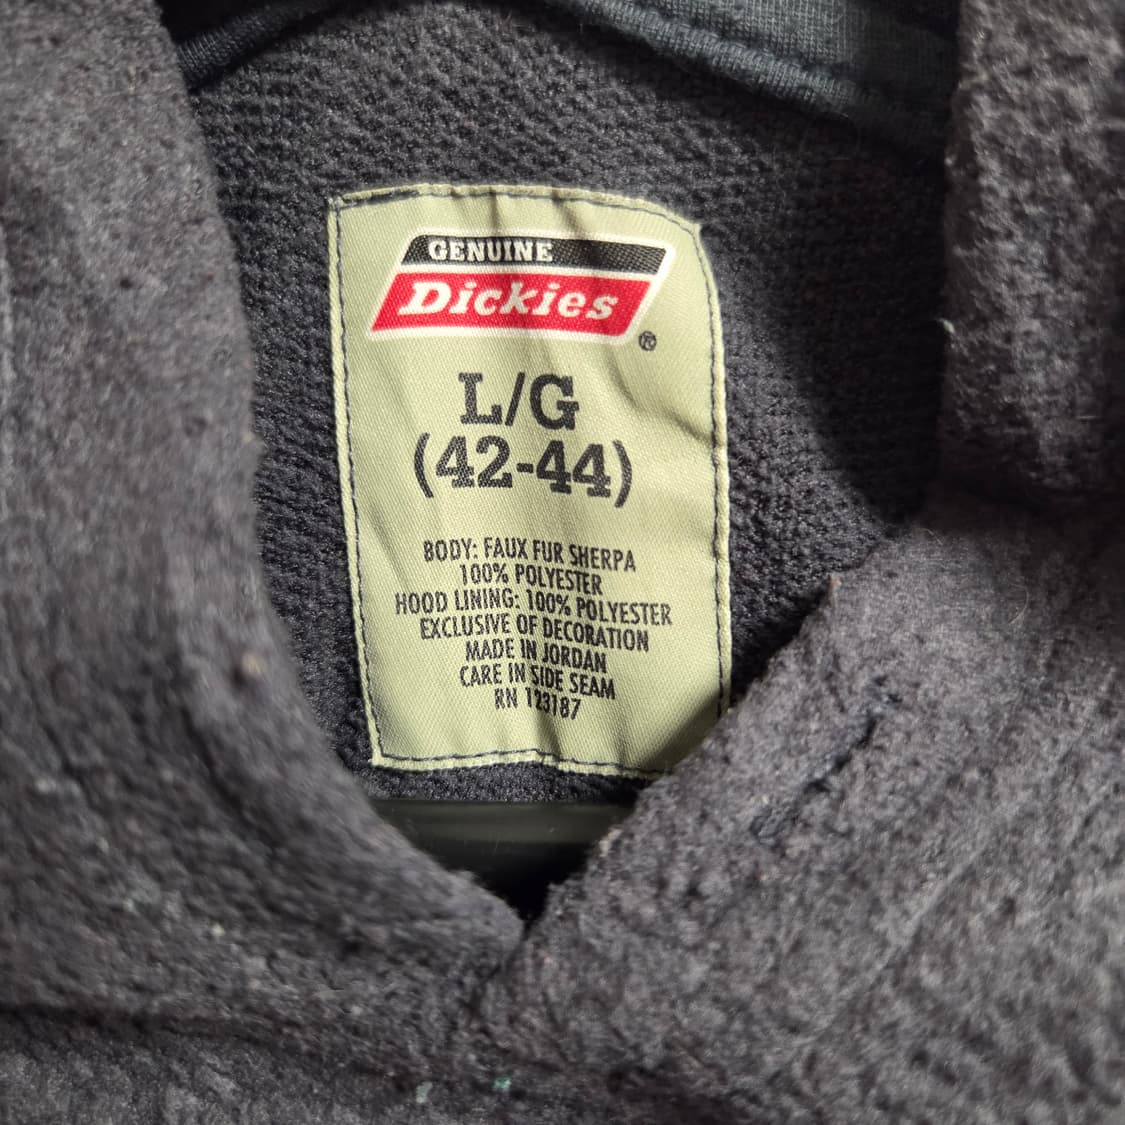 GENUINE
Dickies
®
L/G
(42-44)
BODY: FAUX FUR SHERPA
100% POLYESTER
HOOD LINING: 100% POLYESTER
EXCLUSIVE OF DECORATION
MADE IN JORDAN
CARE IN SIDE SEAM
RN 123187